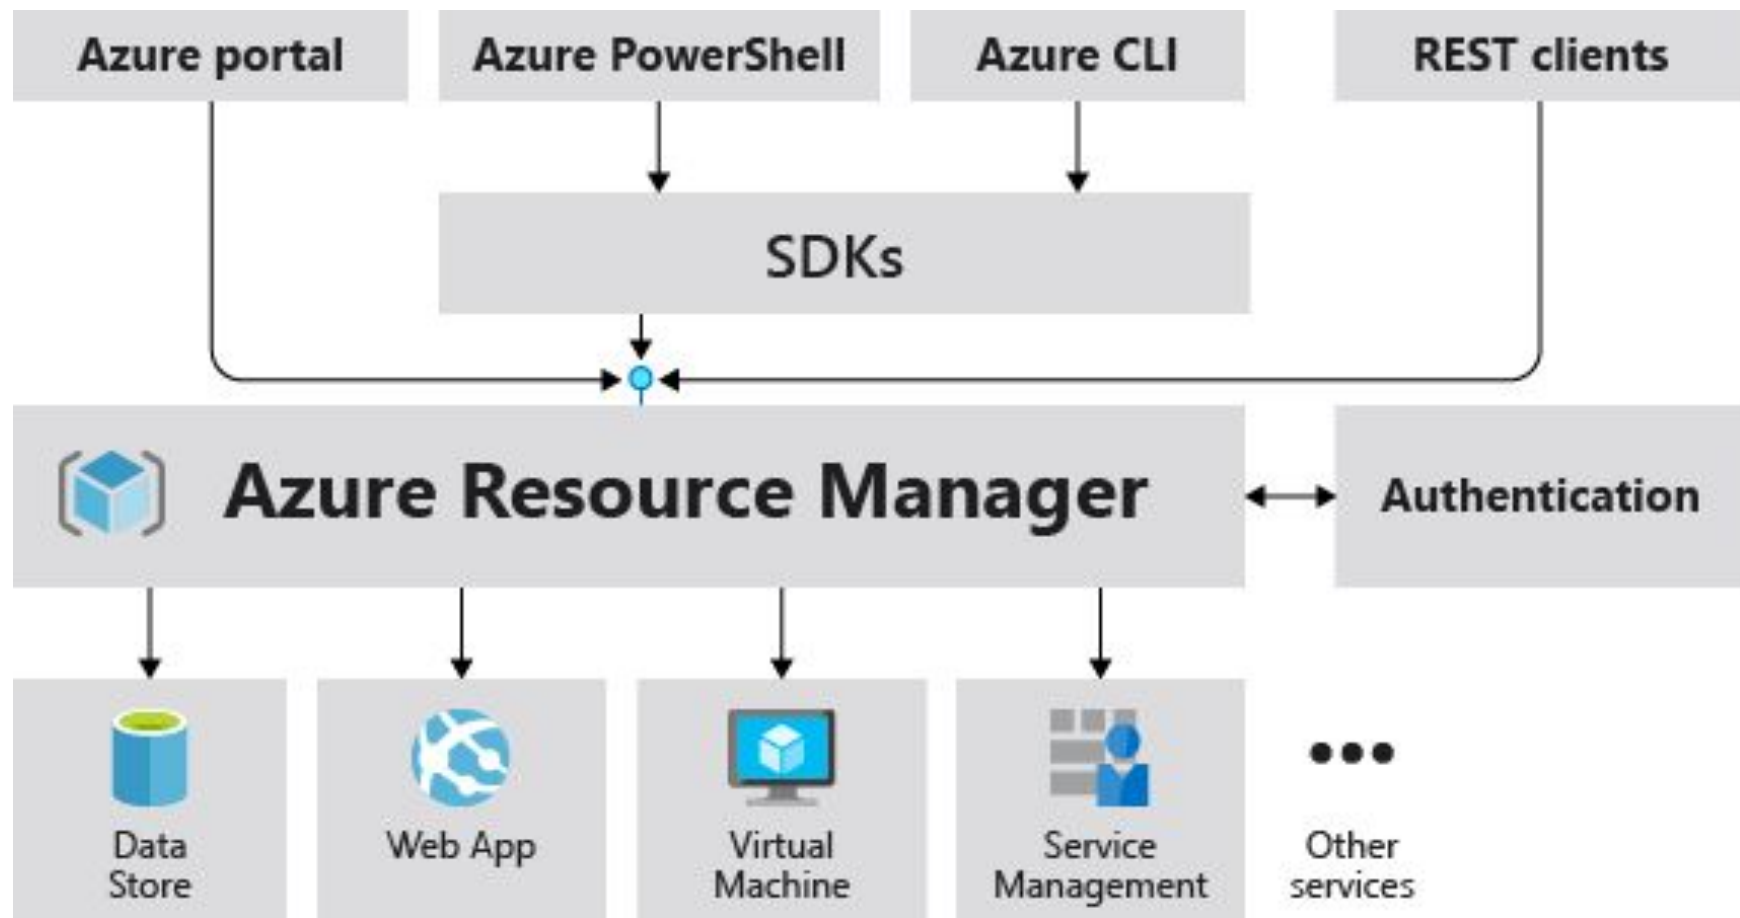 Azure portal
Azure PowerShell
Azure CLI
REST clients
SDKs
Azure Resource Manager
Authentication
Data
Store
Web App
Virtual
Machine
Service
Management
Other
services